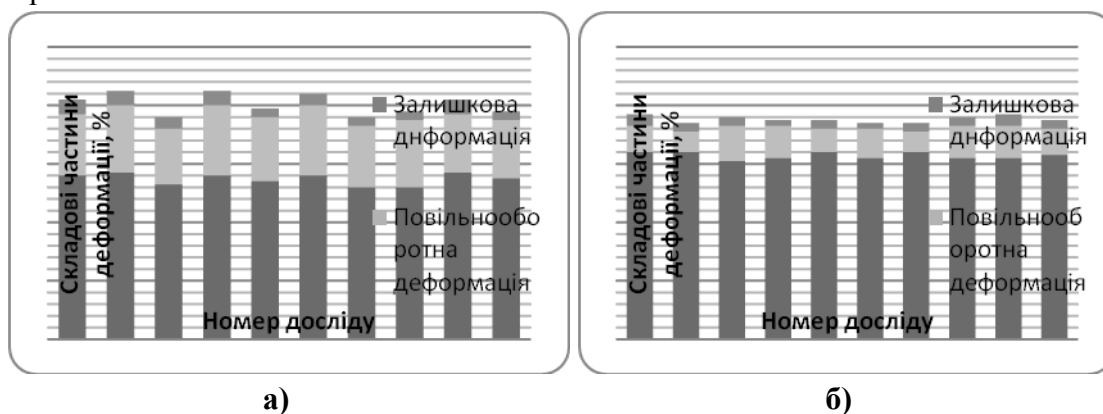 Складові частини
деформації, %
Залишкова
днформація
Повільнообо
ротна
деформація
Номер досліду
а)
Складові частини
деформації, %
Залишкова
днформація
Повільнооб
оротна
деформація
Номер досліду
б)